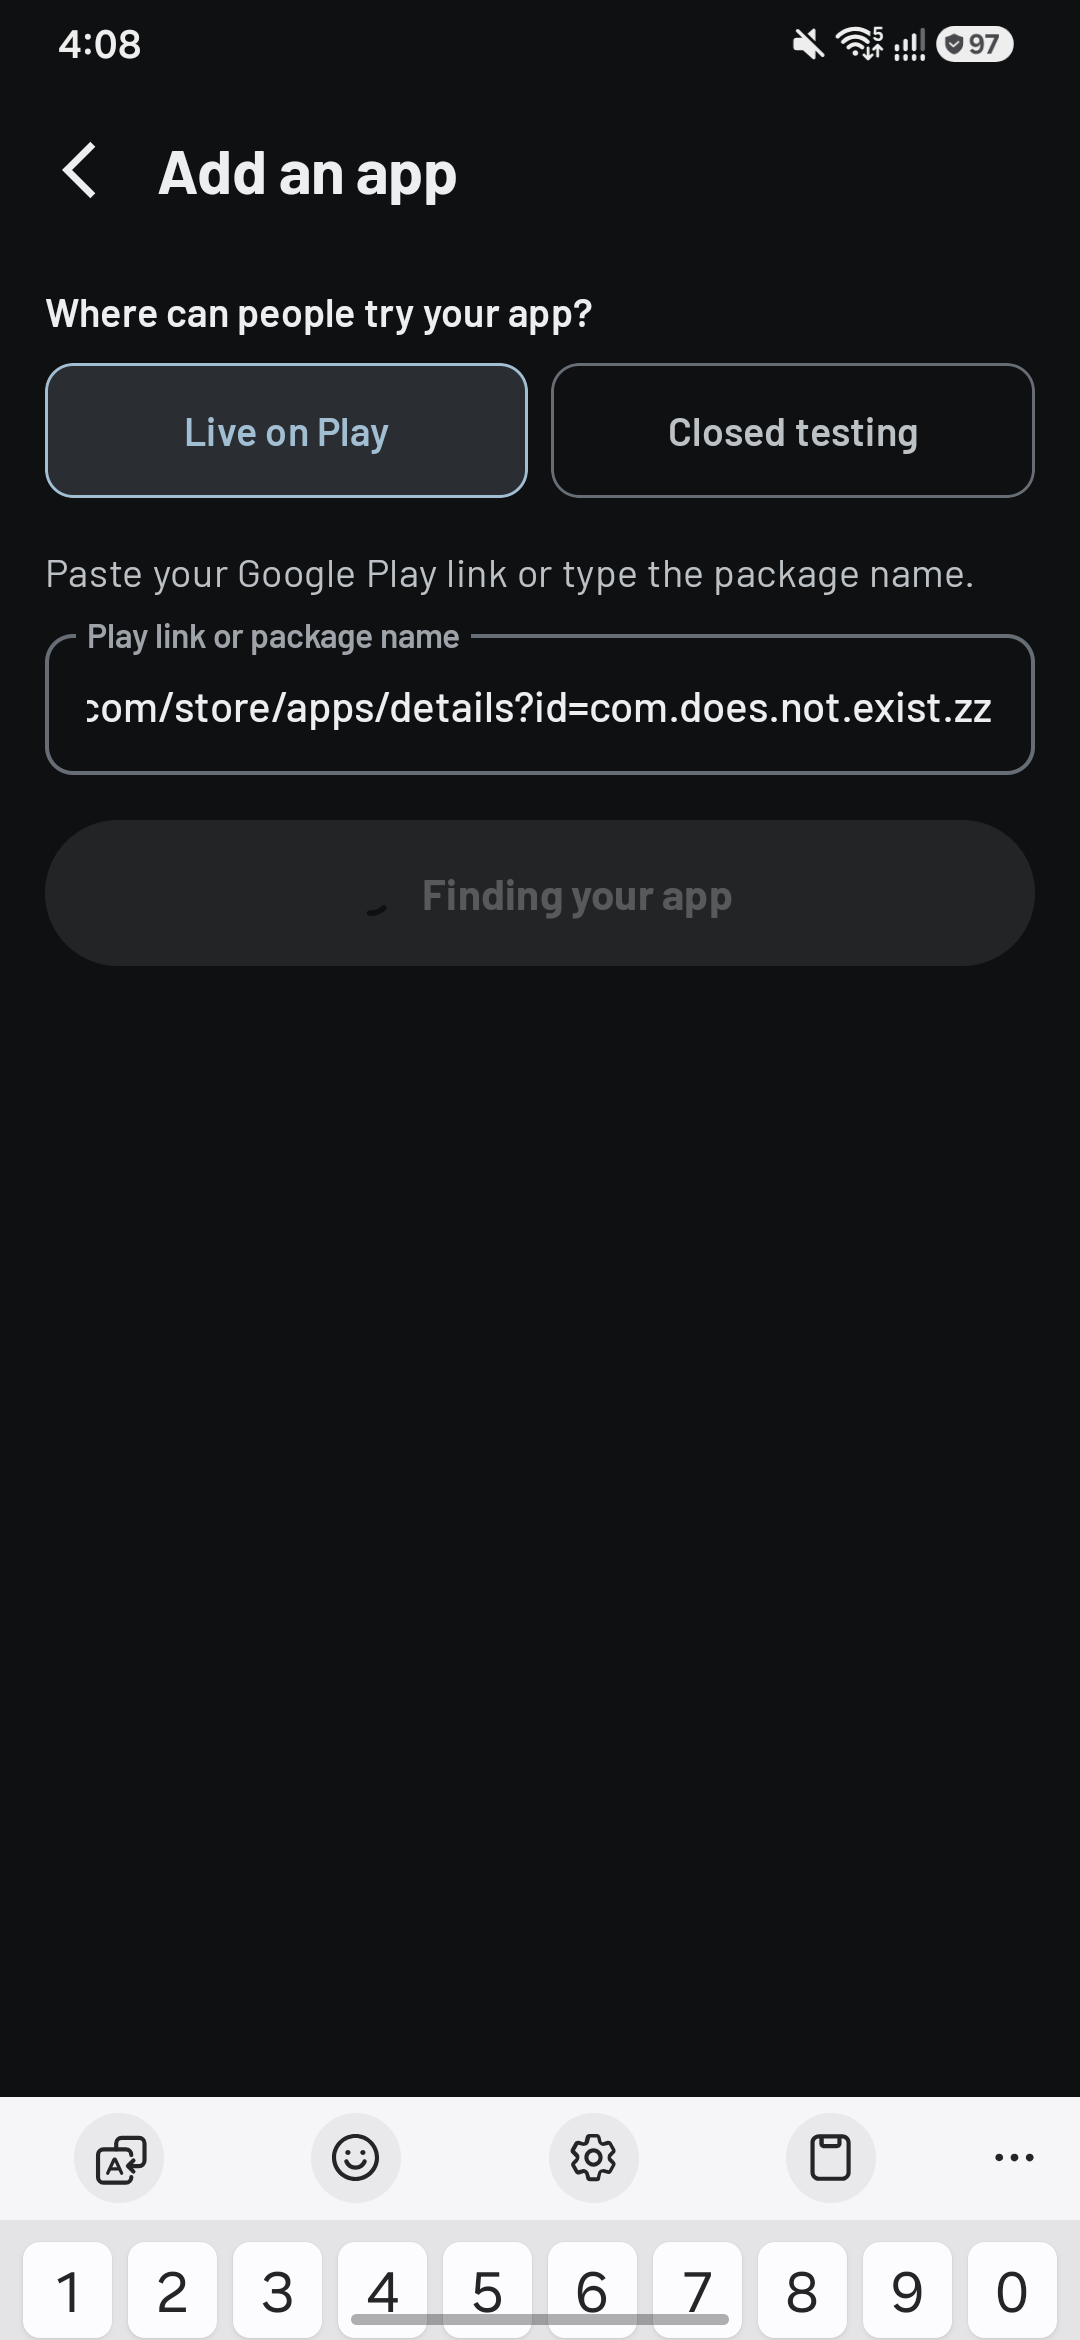 4:08
5
97
Add an app
Where can people try your app?
Live on Play
Closed testing
Paste your Google Play link or type the package name.
Play link or package name
com/store/apps/details?id=com.does.not.exist.zz
Finding your app
A
1 2 3 4 5 6 7 8 9 0